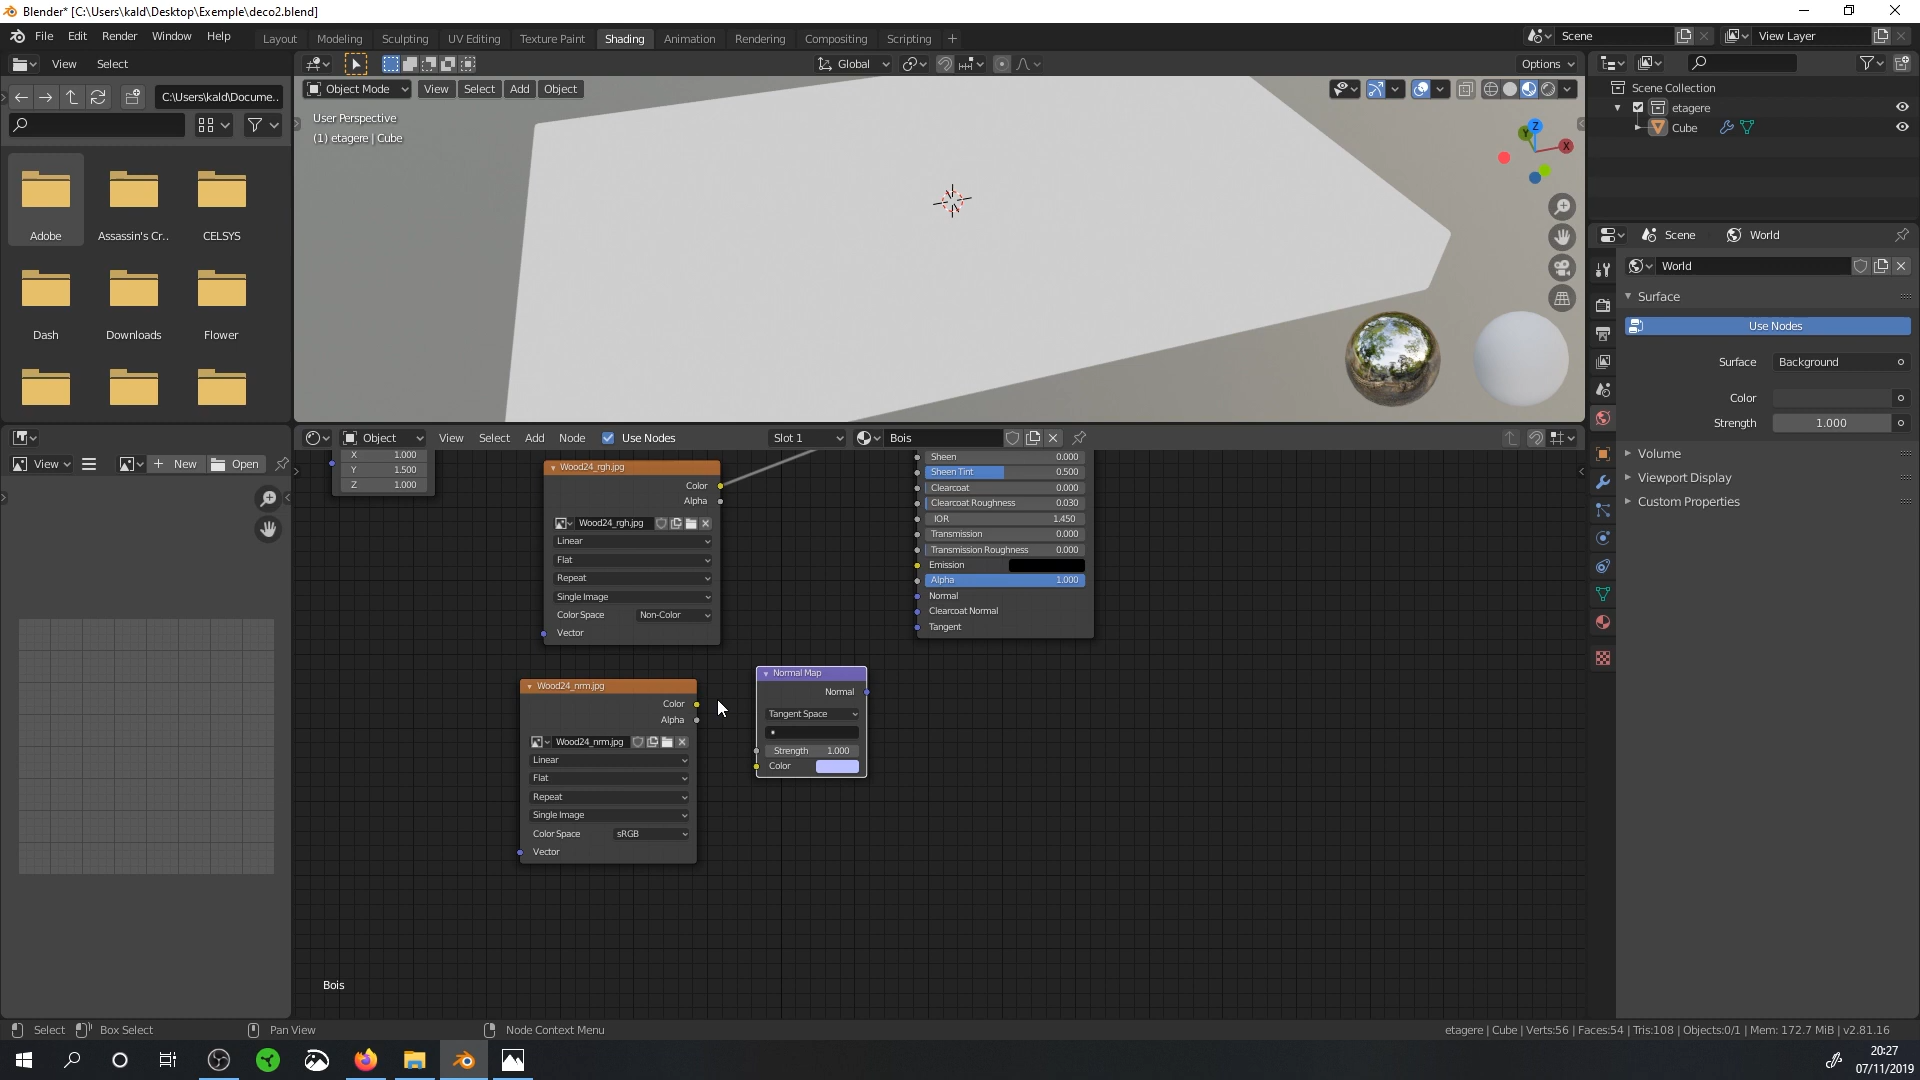 Blender* [C:\Users\kald\Desktop\Exemple\deco2.blend]
File Edit Render Window Help
Layout Modeling Sculpting UV Editing Texture Paint Shading Animation Rendering Compositing Scripting
Scene
View Layer
View Select
Global
Options
C:\Users\kald\Docume..
Object Mode View Select Add Object
User Perspective
(1) etagere | Cube
Z
Y
X
Scene Collection
etagere
Cube
Adobe
Assassin's Cr..
CELSYS
Dash
Downloads
Flower
Scene World
World
Surface
Use Nodes
Surface Background
Color
Strength 1.000
Volume
Viewport Display
Custom Properties
View New Open
Object View Select Add Node Use Nodes Slot 1 Bois
X 1.000
Y 1.500
Z 1.000
Wood24_rgh.jpg
Color
Alpha
Wood24_rgh.jpg
Linear
Flat
Repeat
Single Image
Color Space Non-Color
Vector
Sheen 0.000
Sheen Tint 0.500
Clearcoat 0.000
Clearcoat Roughness 0.030
IOR 1.450
Transmission 0.000
Transmission Roughness 0.000
Emission
Alpha 1.000
Normal
Clearcoat Normal
Tangent
Wood24_nrm.jpg
Color
Alpha
Wood24_nrm.jpg
Linear
Flat
Repeat
Single Image
Color Space sRGB
Vector
Normal Map
Normal
Tangent Space
Strength 1.000
Color
Bois
Select Box Select Pan View Node Context Menu
etagere | Cube | Verts:56 | Faces:54 | Tris:108 | Objects:0/1 | Mem: 172.7 MiB | v2.81.16
20:27
07/11/2019